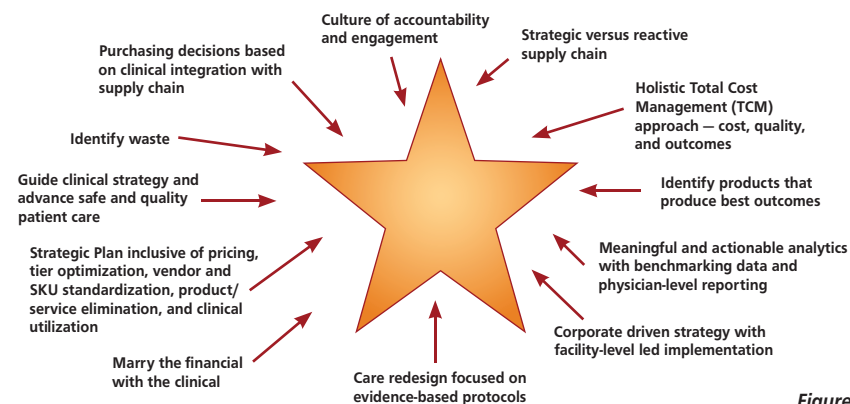 Culture of accountability
and engagement
Strategic versus reactive
supply chain
Purchasing decisions based
on clinical integration with
supply chain
Holistic Total Cost
Management (TCM)
approach — cost, quality,
and outcomes
Identify waste
Identify products that
produce best outcomes
Guide clinical strategy and
advance safe and quality
patient care
Meaningful and actionable analytics
with benchmarking data and
physician-level reporting
Strategic Plan inclusive of pricing,
tier optimization, vendor and
SKU standardization, product/
service elimination, and clinical
utilization
Corporate driven strategy with
facility-level led implementation
Marry the financial
with the clinical
Care redesign focused on
evidence-based protocols
Figure